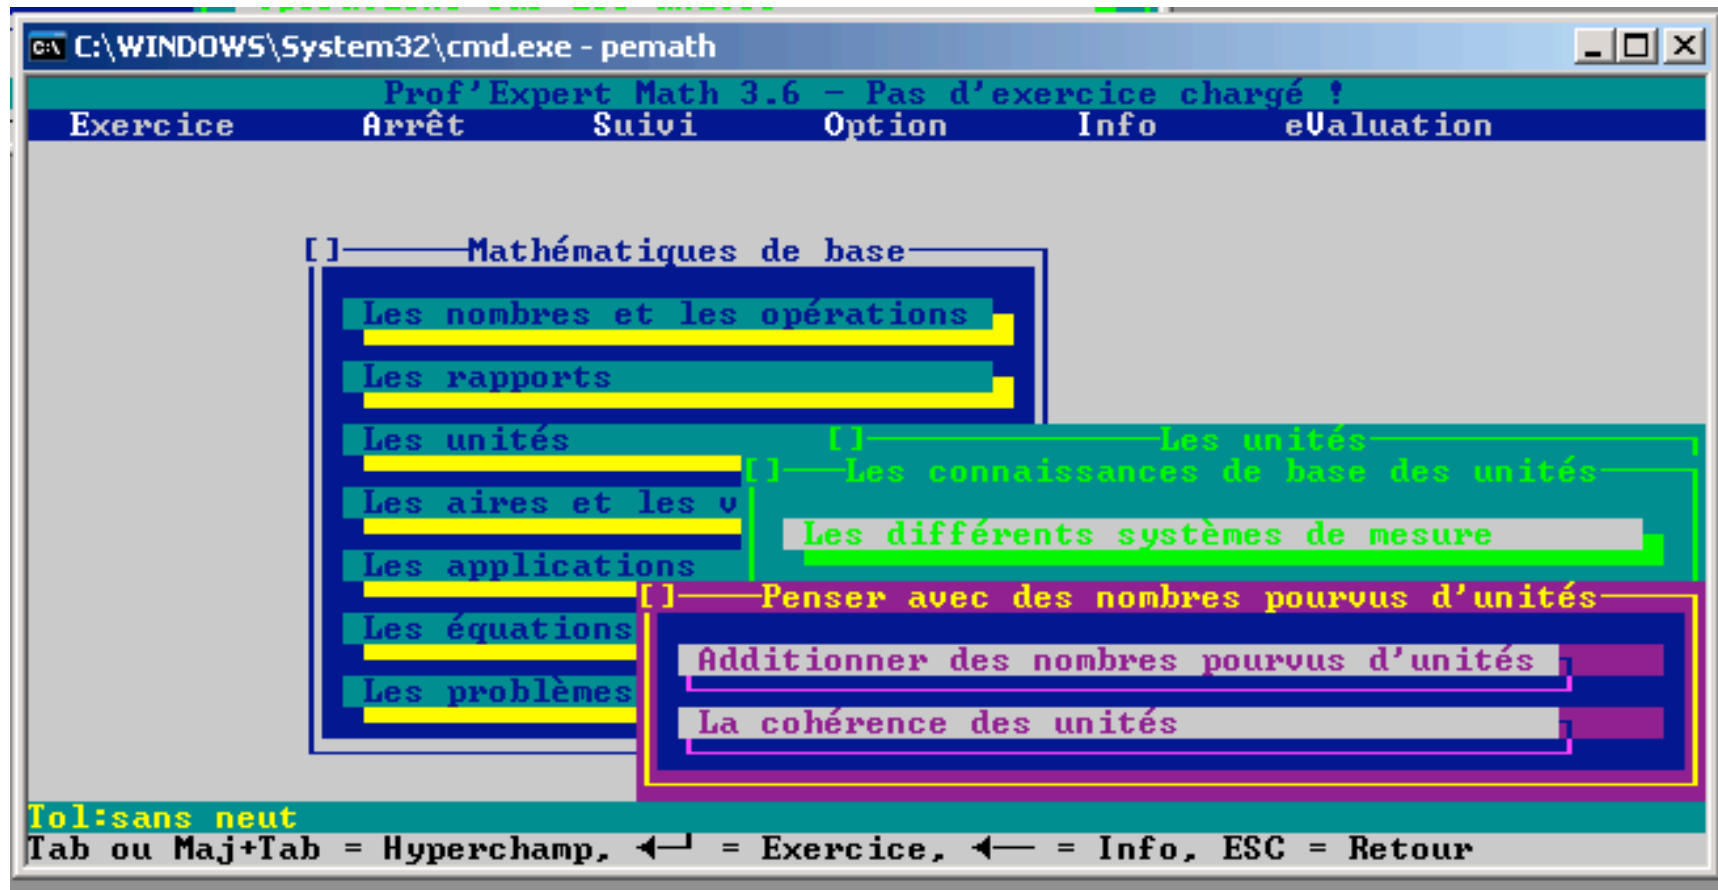 C:\WINDOWS\System32\cmd.exe - pemath
Prof'Expert Math 3.6 - Pas d'exercice chargé !
Exercice Arrêt Suivi Option Info eValuation
[]Mathématiques de base
Les nombres et les opérations
Les rapports
Les unités
Les aires et les v
Les applications
Les équations
Les problèmes
[]Les unités
[]Les connaissances de base des unités
Les différents systèmes de mesure
[]Penser avec des nombres pourvus d'unités
Additionner des nombres pourvus d'unités
La cohérence des unités
Tol:sans neut
Tab ou Maj+Tab = Hyperchamp, ◄┘ = Exercice, ◄─ = Info, ESC = Retour